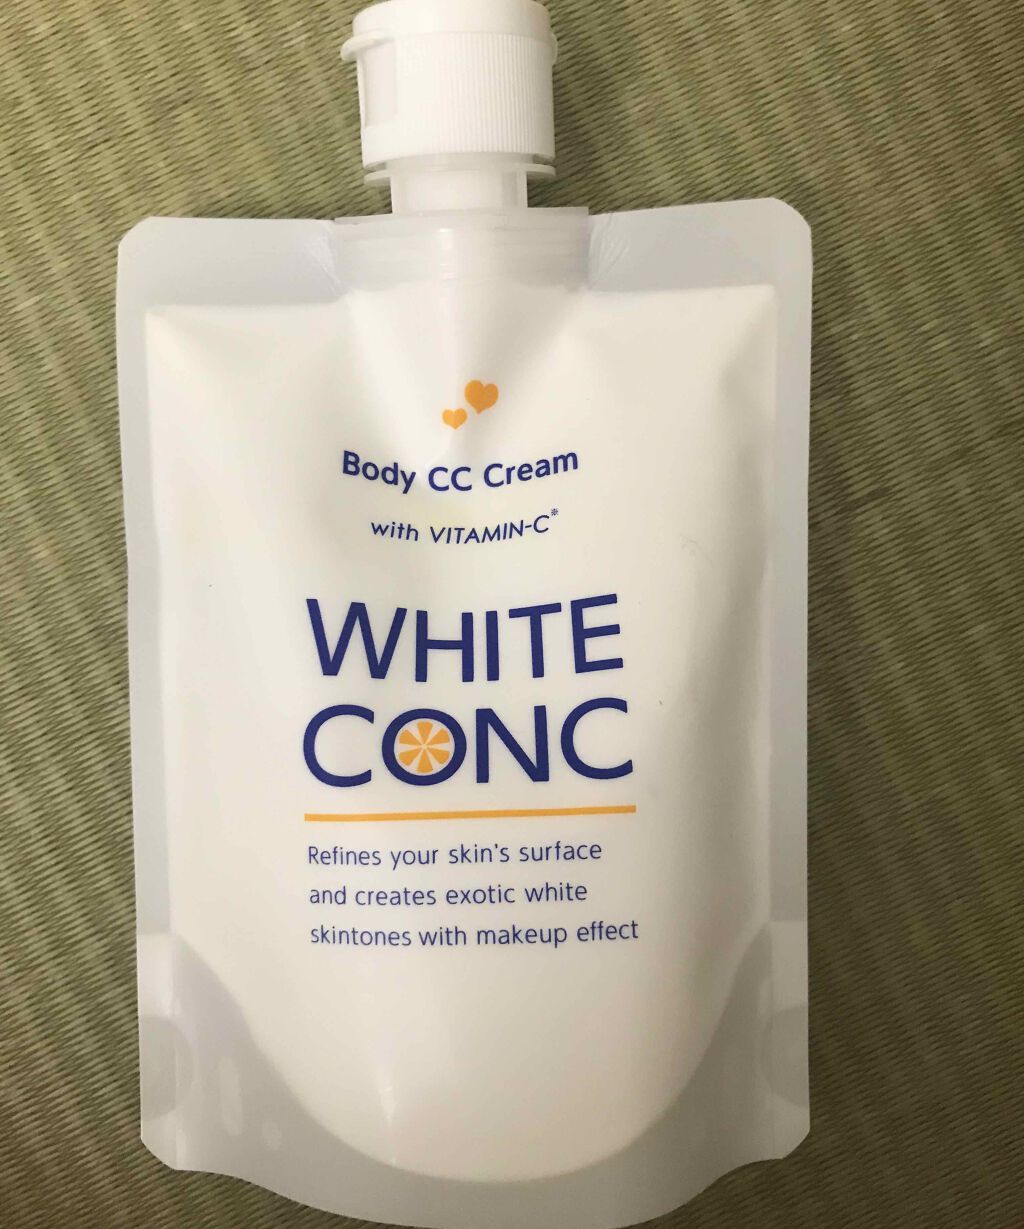 Body CC Cream
with VITAMIN-C※
WHITE
CONC
Refines your skin's surface
and creates exotic white
skintones with makeup effect